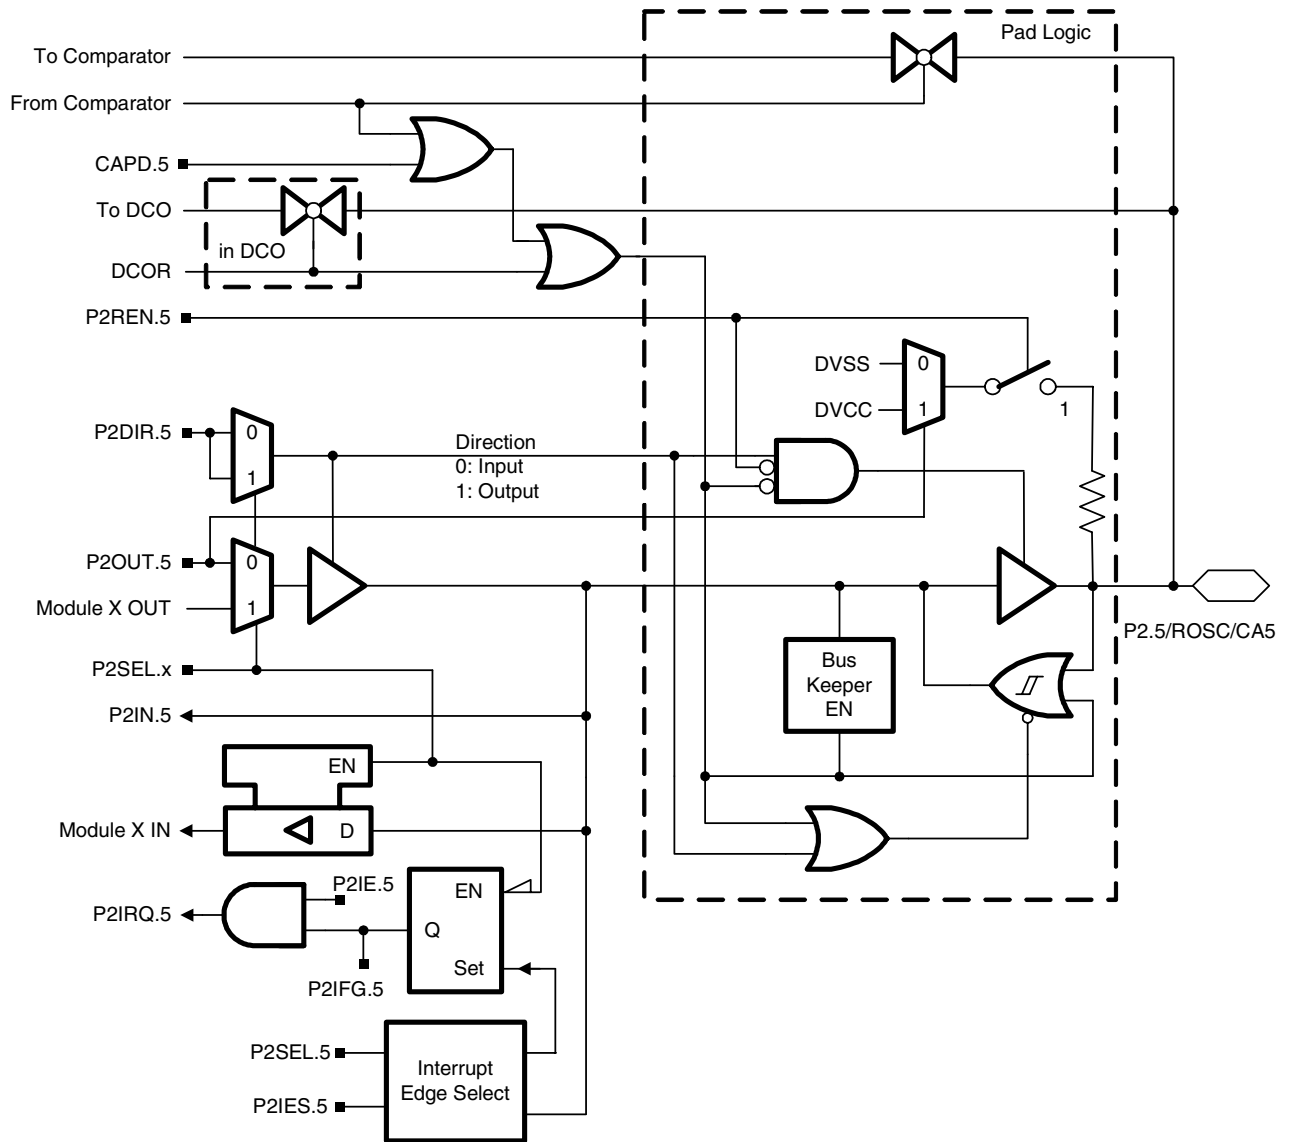 Pad Logic
To Comparator
From Comparator
CAPD.5
To DCO
in DCO
DCOR
P2REN.5
DVSS
0
DVCC
1
1
P2DIR.5
0
1
Direction
0: Input
1: Output
P2OUT.5
0
Module X OUT
1
P2.5/ROSC/CA5
P2SEL.x
Bus
Keeper
EN
P2IN.5
EN
Module X IN
D
P2IE.5
EN
P2IRQ.5
Q
Set
P2IFG.5
P2SEL.5
Interrupt
Edge Select
P2IES.5